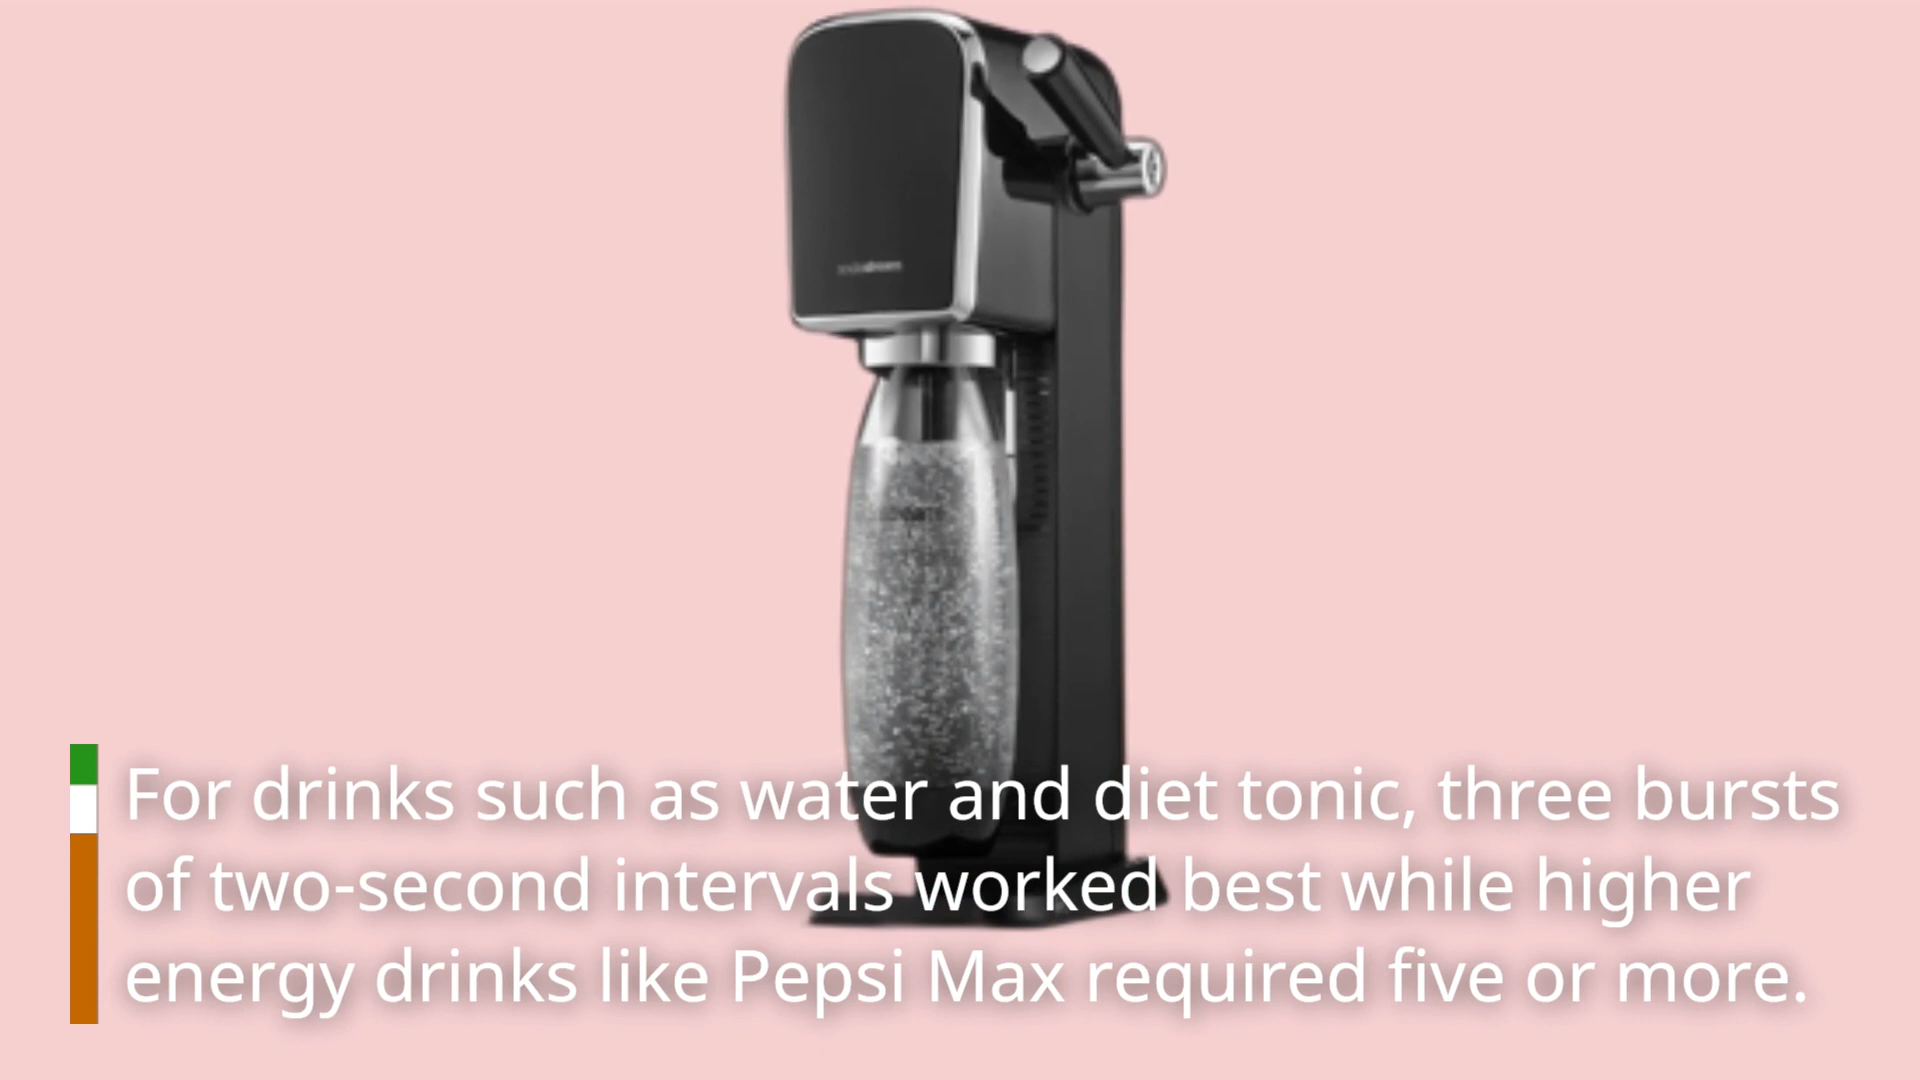 sodastream
For drinks such as water and diet tonic, three bursts
of two-second intervals worked best while higher
energy drinks like Pepsi Max required five or more.